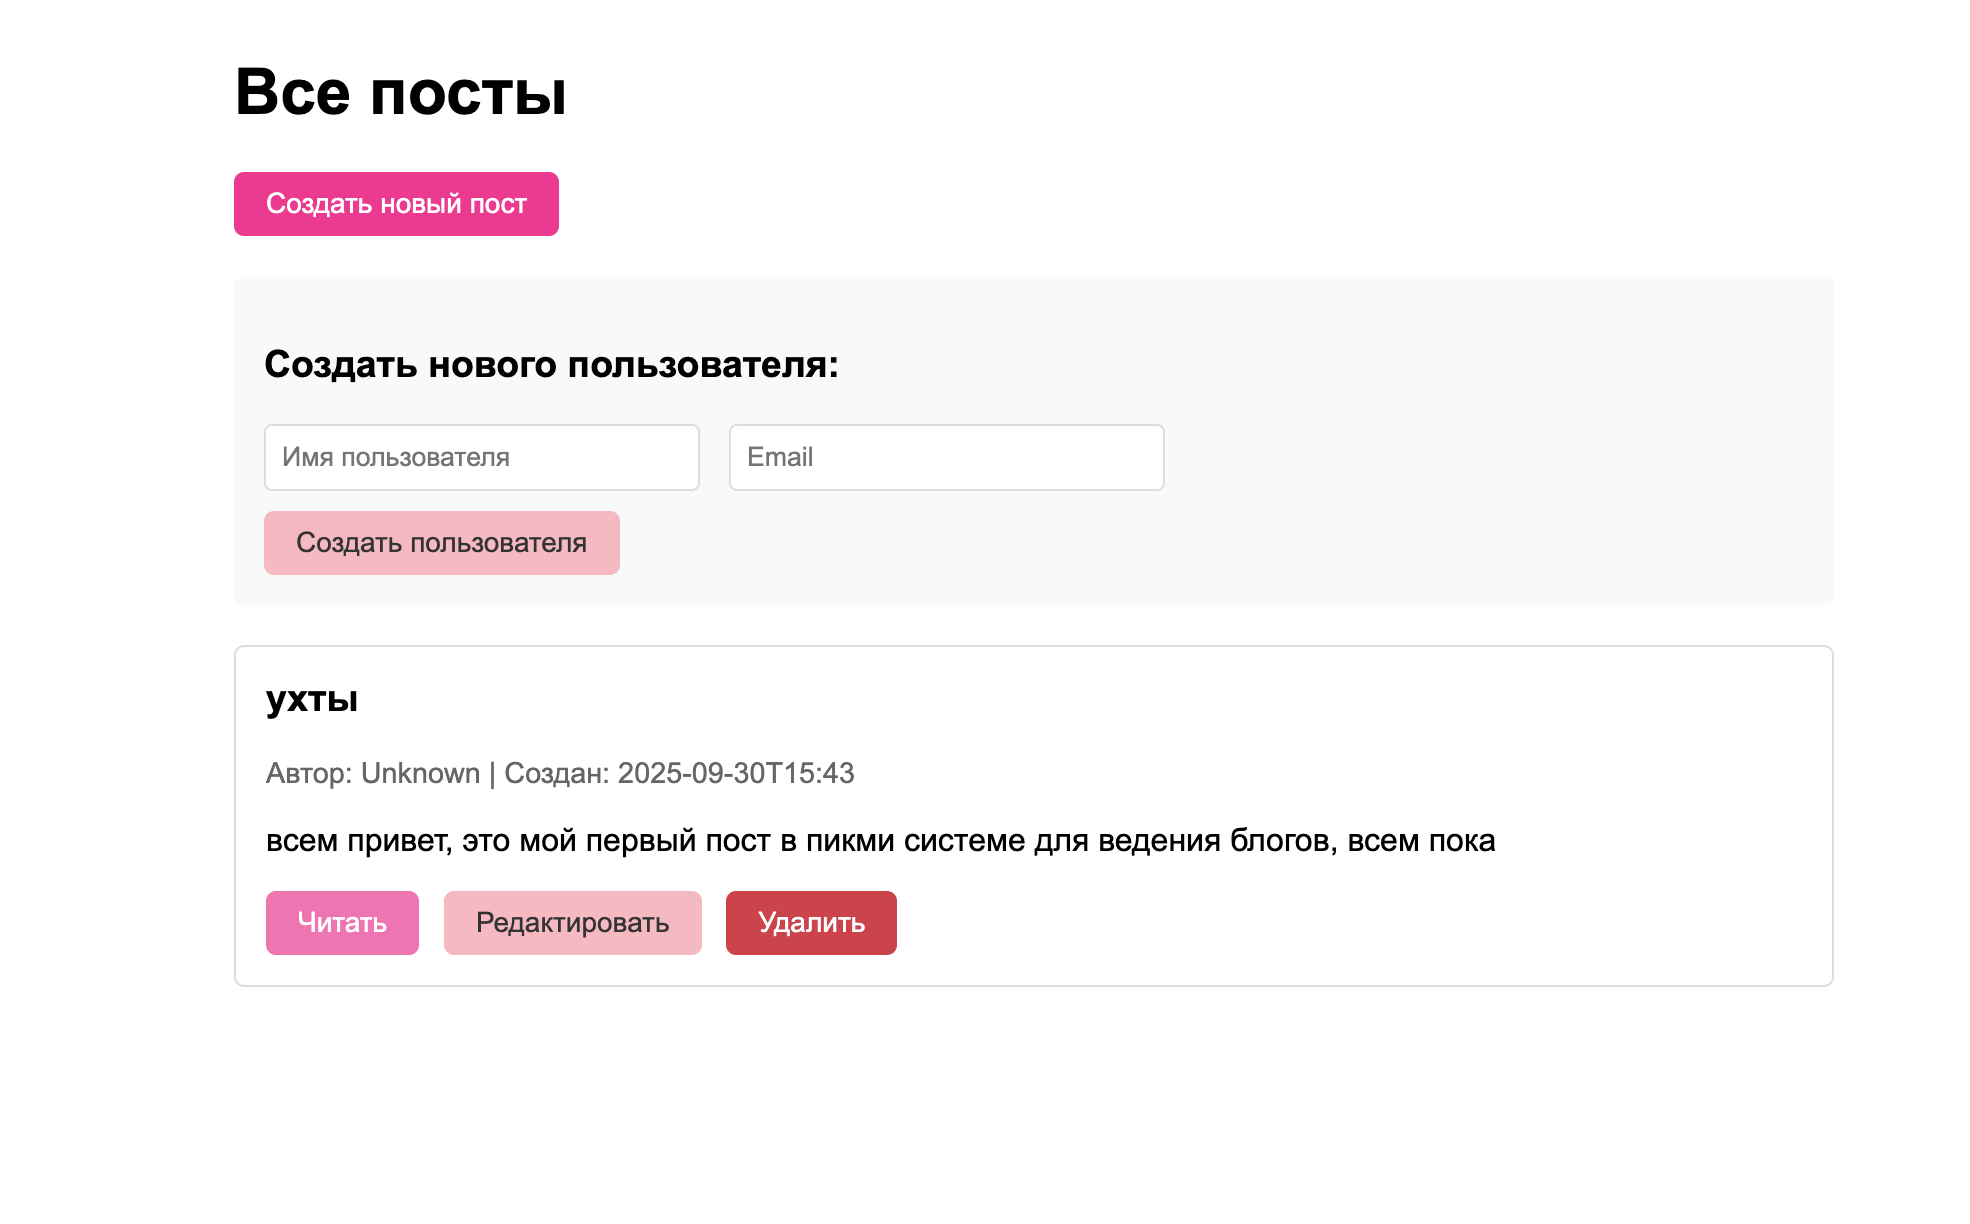 Все посты
Создать новый пост
Создать нового пользователя:
Имя пользователя
Email
Создать пользователя
ухты
Автор: Unknown | Создан: 2025-09-30T15:43
всем привет, это мой первый пост в пикми системе для ведения блогов, всем пока
Читать
Редактировать
Удалить